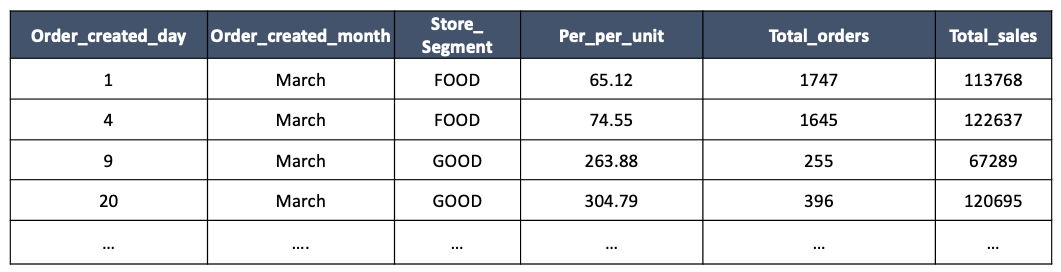 Order_created_day Order_created_month Store_ Segment Per_per_unit Total_orders Total_sales
1 March FOOD 65.12 1747 113768
4 March FOOD 74.55 1645 122637
9 March GOOD 263.88 255 67289
20 March GOOD 304.79 396 120695
... .... ... ... ... ...